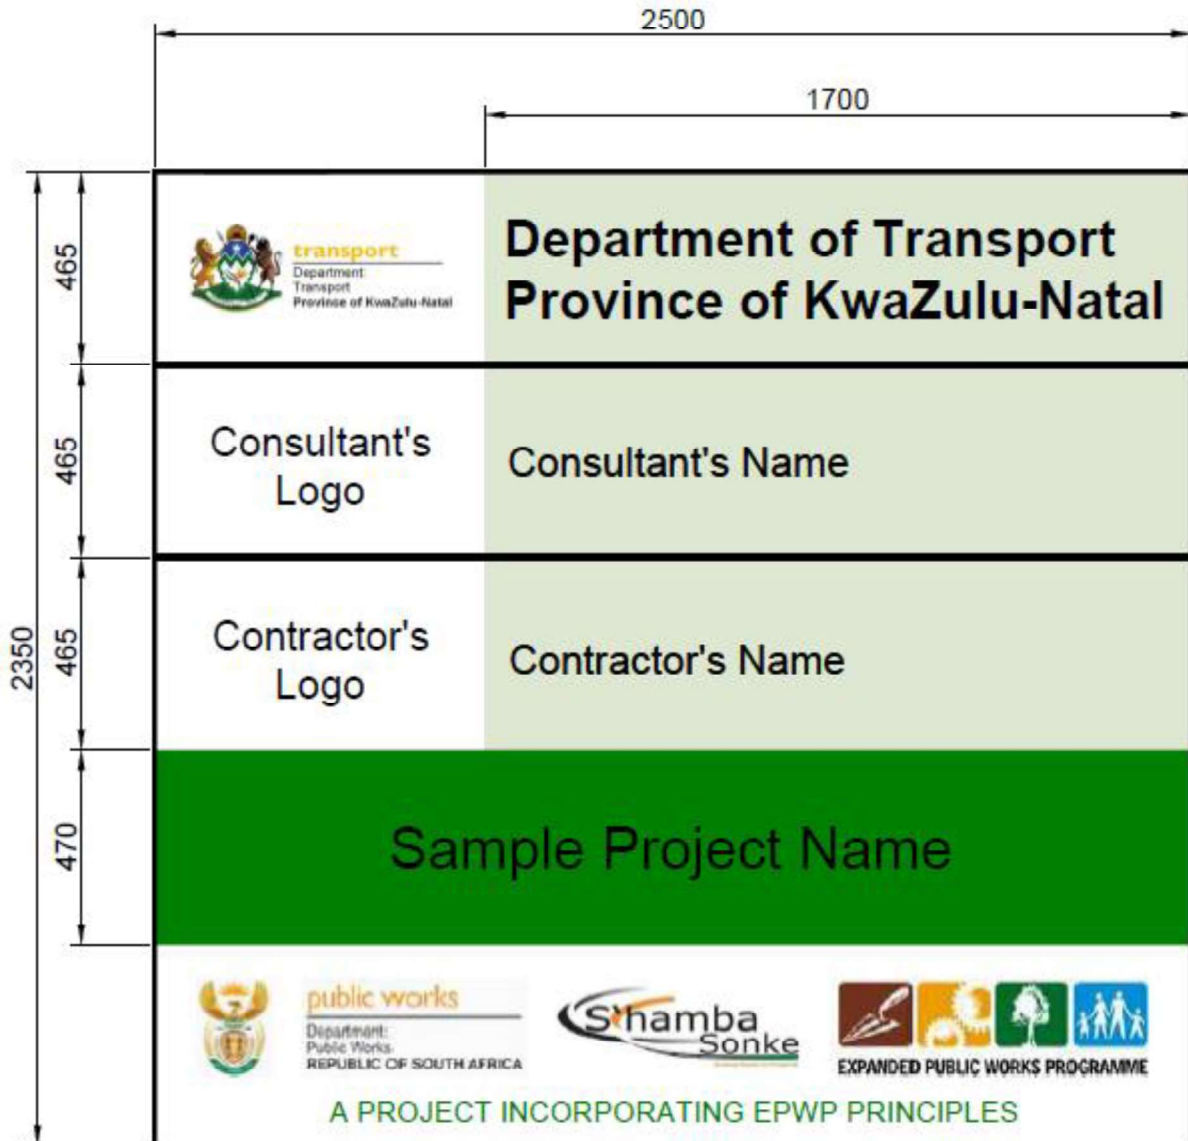 2500
1700
465
transport
Department
Transport
Province of KwaZulu-Natal
Department of Transport
Province of KwaZulu-Natal
465
Consultant's
Logo
Consultant's Name
465
Contractor's
Logo
Contractor's Name
2350
470
Sample Project Name
public works
Department:
Public Works
REPUBLIC OF SOUTH AFRICA
S'hamba
Sonke
EXPANDED PUBLIC WORKS PROGRAMME
A PROJECT INCORPORATING EPWP PRINCIPLES